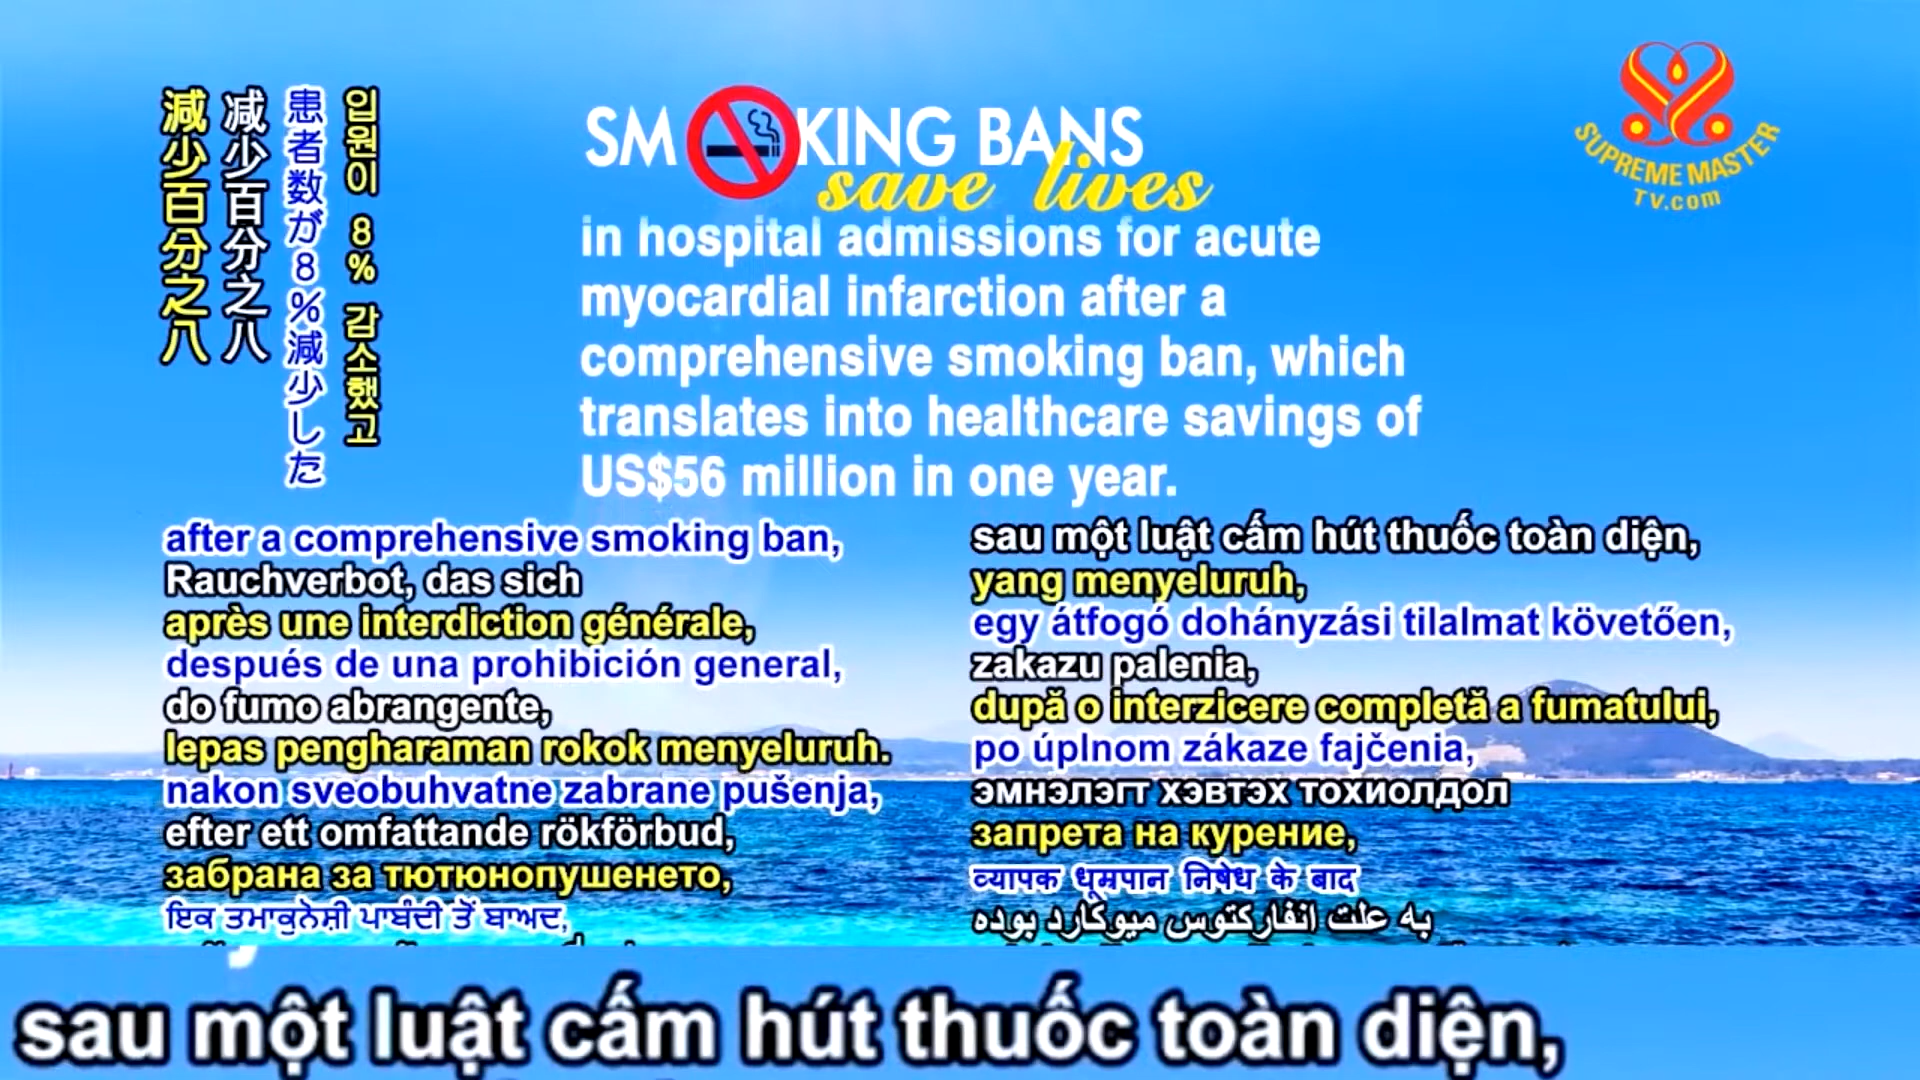 減少百分之八
减少百分之八
患者数が8%減少した
입원이 8% 감소했고
SMOKING BANS
save lives
SUPREME MASTER
TV.com
in hospital admissions for acute
myocardial infarction after a
comprehensive smoking ban, which
translates into healthcare savings of
US$56 million in one year.
after a comprehensive smoking ban,
Rauchverbot, das sich
après une interdiction générale,
después de una prohibición general,
do fumo abrangente,
lepas pengharaman rokok menyeluruh.
nakon sveobuhvatne zabrane pušenja,
efter ett omfattande rökförbud,
забрана за тютюнопушенето,
ਇਕ ਤਮਾਕੂਨੋਸ਼ੀ ਪਾਬੰਦੀ ਤੋਂ ਬਾਅਦ,
sau một luật cấm hút thuốc toàn diện,
yang menyeluruh,
egy átfogó dohányzási tilalmat követően,
zakazu palenia,
după o interzicere completă a fumatului,
po úplnom zákaze fajčenia,
эмнэлэгт хэвтэх тохиолдол
запрета на курение,
व्यापक धूम्रपान निषेध के बाद
به علت انفارکتوس میوکارد بوده
sau một luật cấm hút thuốc toàn diện,